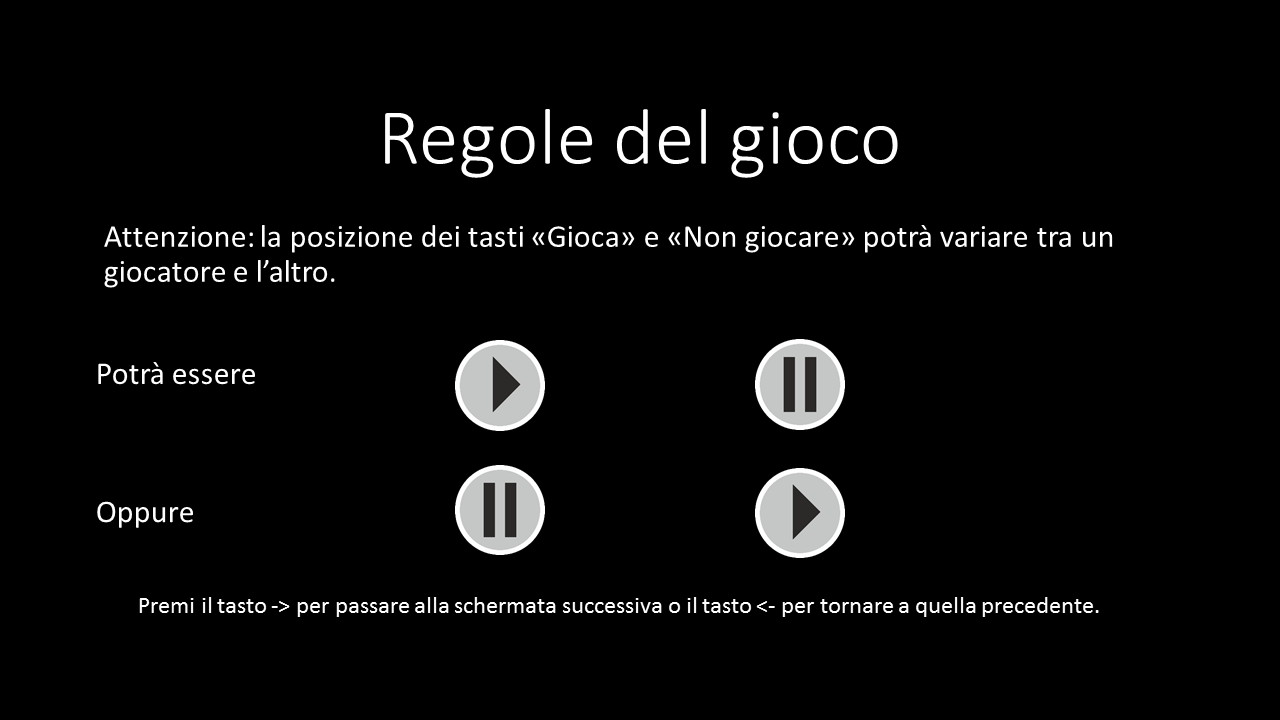 Regole del gioco
Attenzione: la posizione dei tasti «Gioca» e «Non giocare» potrà variare tra un
giocatore e l’altro.
Potrà essere
Oppure
Premi il tasto -> per passare alla schermata successiva o il tasto <- per tornare a quella precedente.